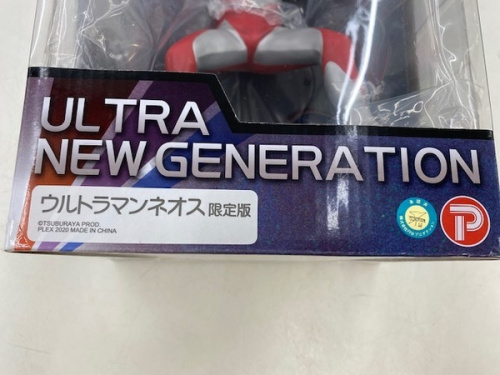 ULTRA
NEW GENERATION
ウルトラマンネオス 限定版
©TSUBURAYA PROD.
PLEX 2020 MADE IN CHINA
P